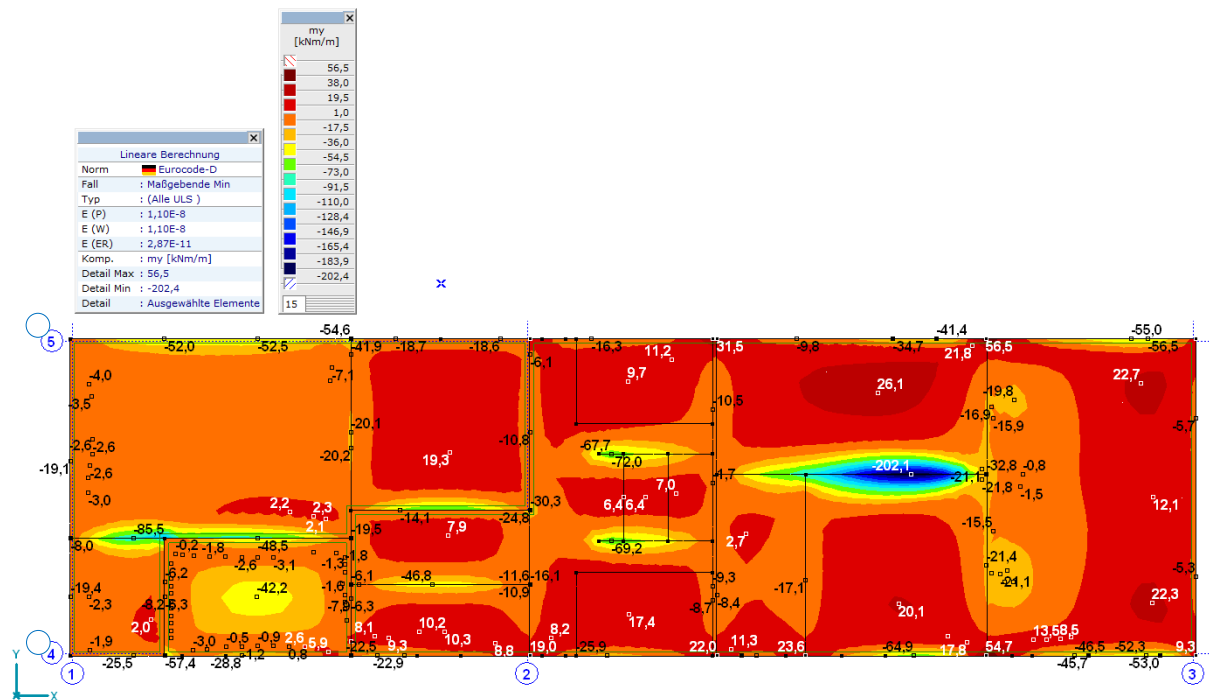 my
[kNm/m]
56,5
38,0
19,5
1,0
-17,5
-36,0
-54,5
-73,0
-91,5
-110,0
-128,4
-146,9
-165,4
-183,9
-202,4
15
Lineare Berechnung
Norm Eurocode-D
Fall : Maßgebende Min
Typ : (Alle ULS )
E (P) : 1,10E-8
E (W) : 1,10E-8
E (ER) : 2,87E-11
Komp. : my [kNm/m]
Detail Max : 56,5
Detail Min : -202,4
Detail : Ausgewählte Elemente
-54,6 -41,4 -55,0
5 -52,0 -52,5 -41,9 -18,7 -18,6 -16,3 31,5 -9,8 -34,7 56,5 -56,5
11,2 21,8
-6,1
-4,0 -7,1 9,7 26,1 22,7
-3,5 -10,5 -19,8
-16,9
-20,1 -15,9 -5,7
-2,6 -2,6 -10,8 -67,7
-19,1 -20,2 19,3 -72,0 -32,8 -0,8
-2,6 1,7 -202,1 -21,1
-3,0 7,0 -21,8 -1,5
2,2 2,3 -30,3 6,4 6,4 12,1
2,1 -14,1 -24,8
-85,5 -19,5 7,9 2,7 -15,5
-8,0 -0,2 -1,8 -48,5 -69,2
-2,6 -3,1 -1,3 -1,8 -21,4 -5,3
-6,2 -6,1 -46,8 -11,6 -16,1 -9,3 -17,1 -21,1
-19,4 -42,2 -1,6 -10,9
-2,3 -8,2 -6,3 -7,9 -6,3 -8,7 -8,4 20,1 22,3
2,0 8,1 10,2 10,3 8,2 17,4 13,5 8,5
-1,9 -3,0 -0,5 -0,9 2,6 5,9 -22,5 9,3 8,8 19,0 -25,9 22,0 11,3 23,6 -64,9 17,8 54,7 -46,5 -52,3 9,3
4 -25,5 -57,4 -28,8 -1,2 0,8 -22,9 -45,7 -53,0
Y
X
1 2 3